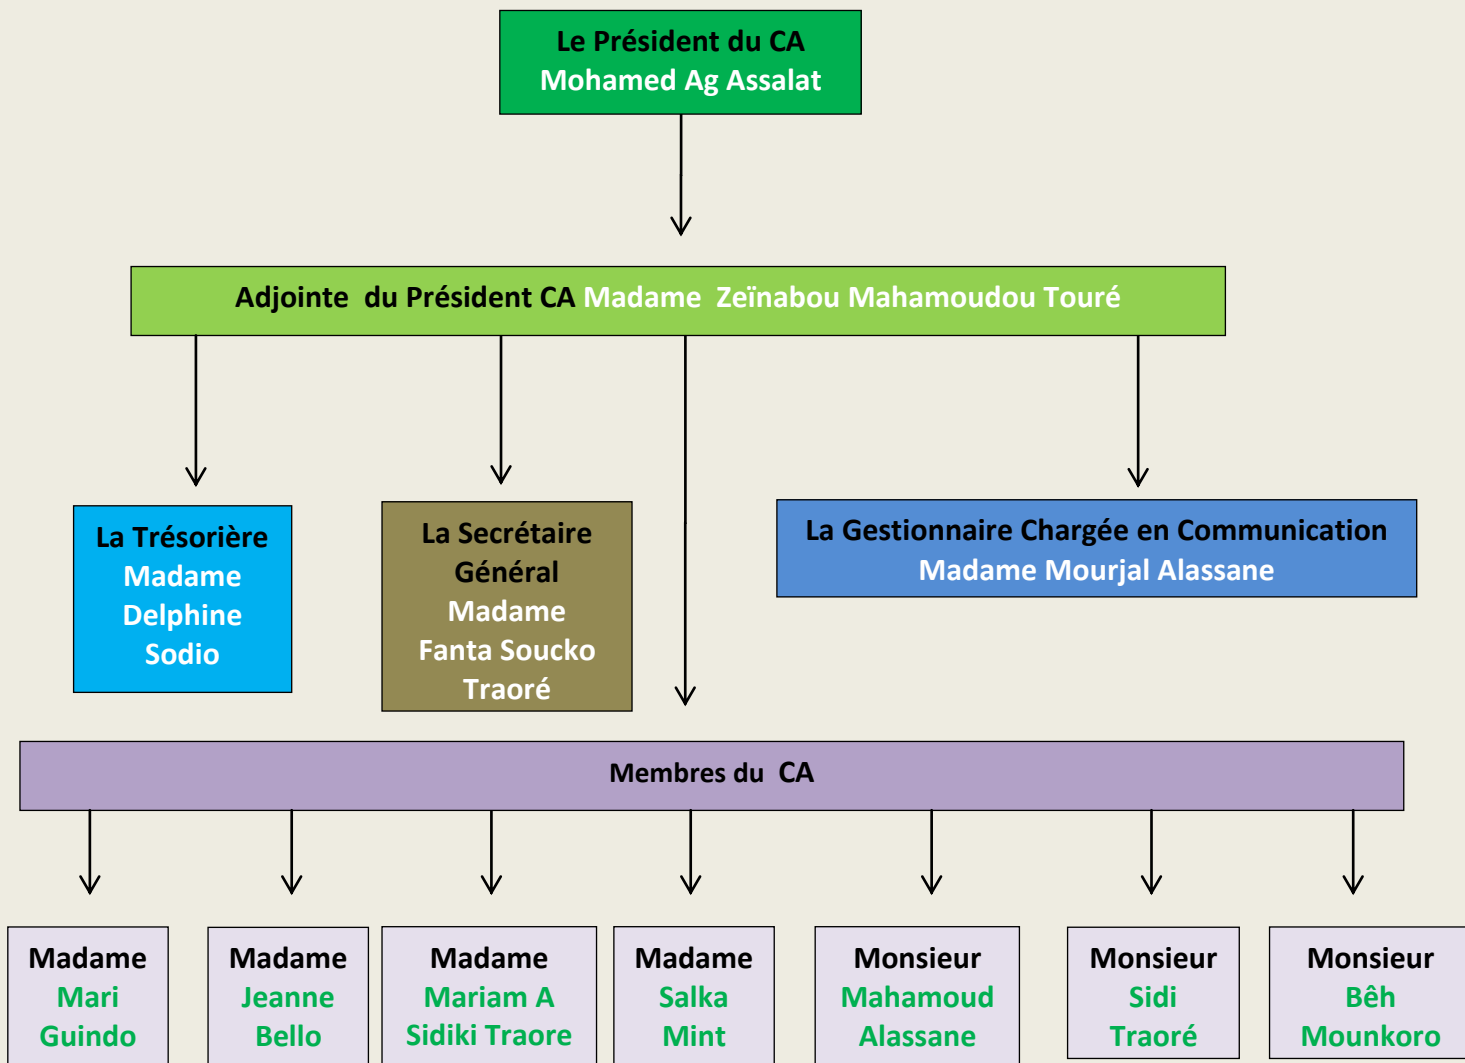 Le Président du CA
Mohamed Ag Assalat
Adjointe du Président CA Madame Zeïnabou Mahamoudou Touré
La Trésorière
Madame
Delphine
Sodio
La Secrétaire
Général
Madame
Fanta Soucko
Traoré
La Gestionnaire Chargée en Communication
Madame Mourjal Alassane
Membres du CA
Madame
Mari
Guindo
Madame
Jeanne
Bello
Madame
Mariam A
Sidiki Traore
Madame
Salka
Mint
Monsieur
Mahamoud
Alassane
Monsieur
Sidi
Traoré
Monsieur
Bêh
Mounkoro